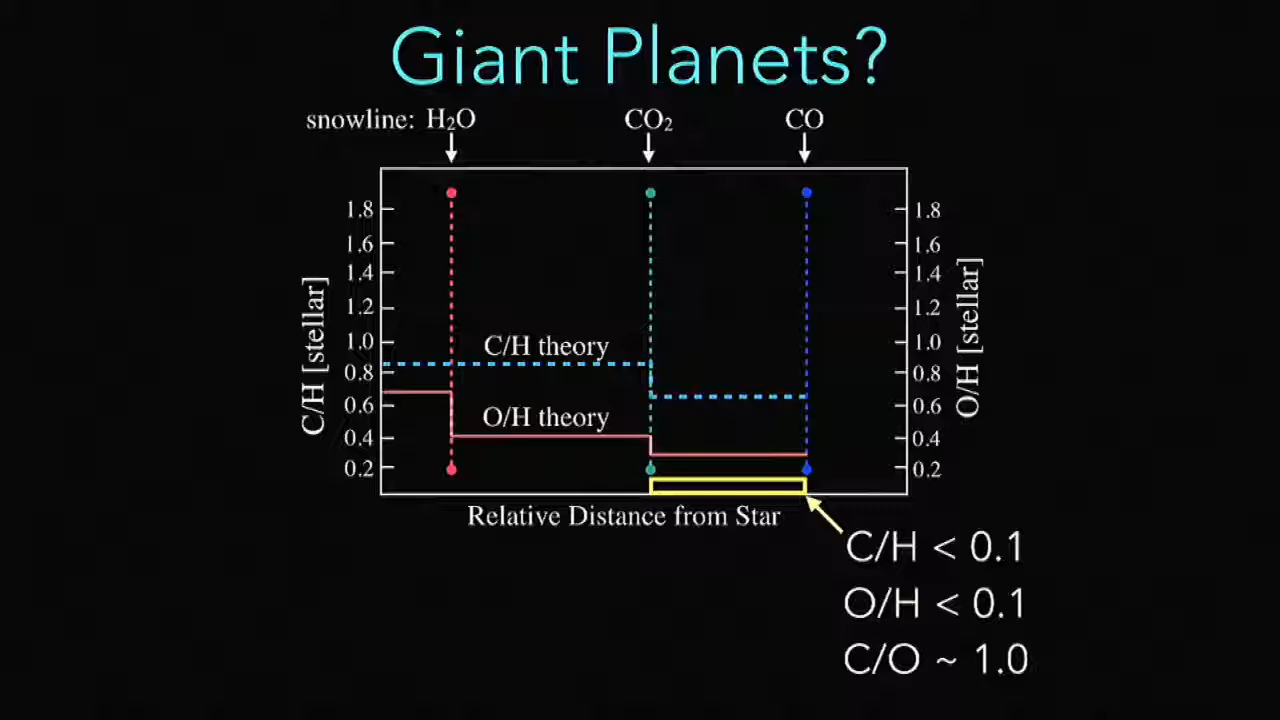 Giant Planets?
snowline: H₂O CO₂ CO
1.8 1.8
1.6 1.6
1.4 1.4
1.2 1.2
1.0 1.0
C/H theory
0.8 0.8
0.6 0.6
O/H theory
0.4 0.4
0.2 0.2
C/H [stellar]
O/H [stellar]
Relative Distance from Star
C/H < 0.1
O/H < 0.1
C/O ~ 1.0